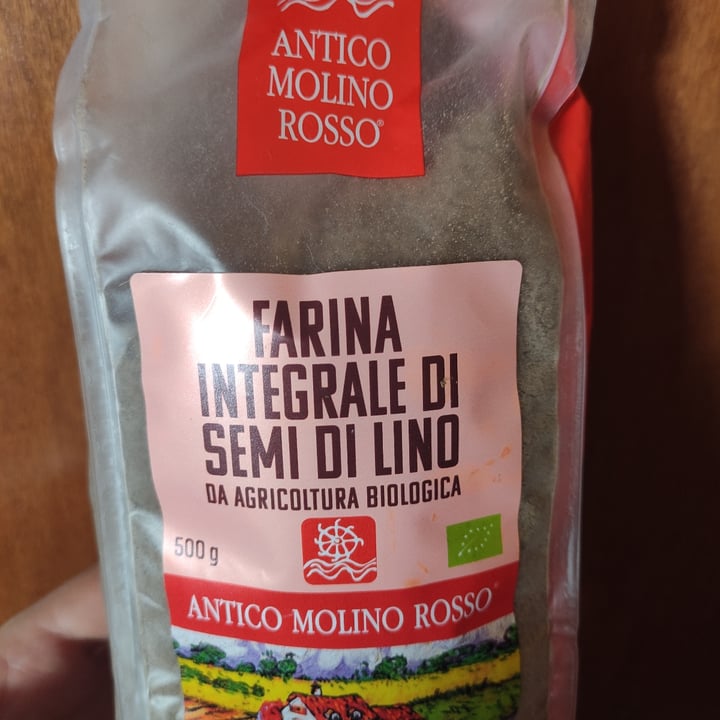 ANTICO
MOLINO
ROSSO®
FARINA
INTEGRALE DI
SEMI DI LINO
DA AGRICOLTURA BIOLOGICA
500 g
ANTICO MOLINO ROSSO®